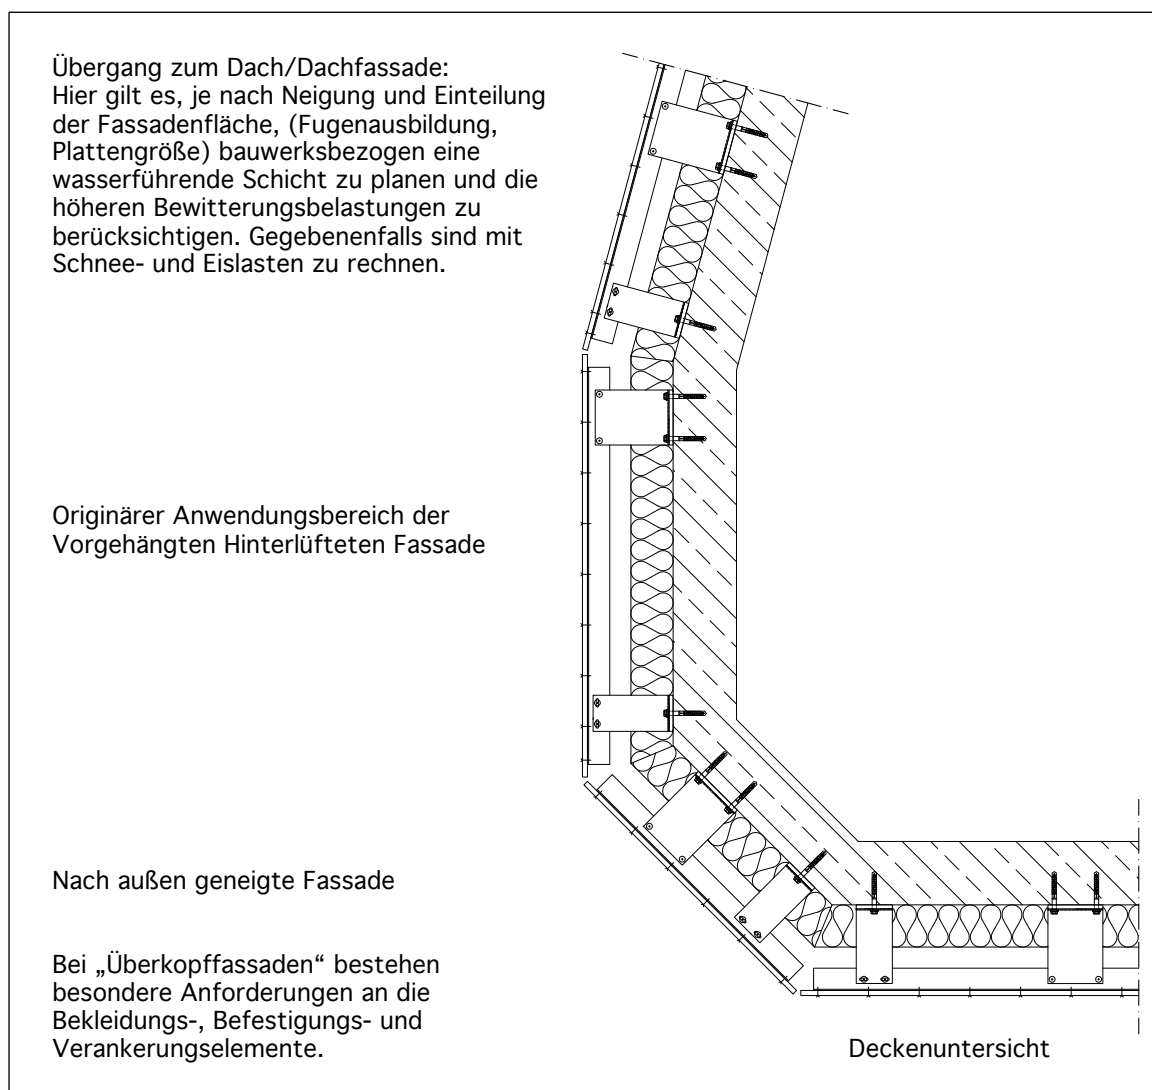 Übergang zum Dach/Dachfassade:
Hier gilt es, je nach Neigung und Einteilung
der Fassadenfläche, (Fugenausbildung,
Plattengröße) bauwerksbezogen eine
wasserführende Schicht zu planen und die
höheren Bewitterungsbelastungen zu
berücksichtigen. Gegebenenfalls sind mit
Schnee- und Eislasten zu rechnen.
Originärer Anwendungsbereich der
Vorgehängten Hinterlüfteten Fassade
Nach außen geneigte Fassade
Bei „Überkopffassaden“ bestehen
besondere Anforderungen an die
Bekleidungs-, Befestigungs- und
Verankerungselemente.
Deckenuntersicht